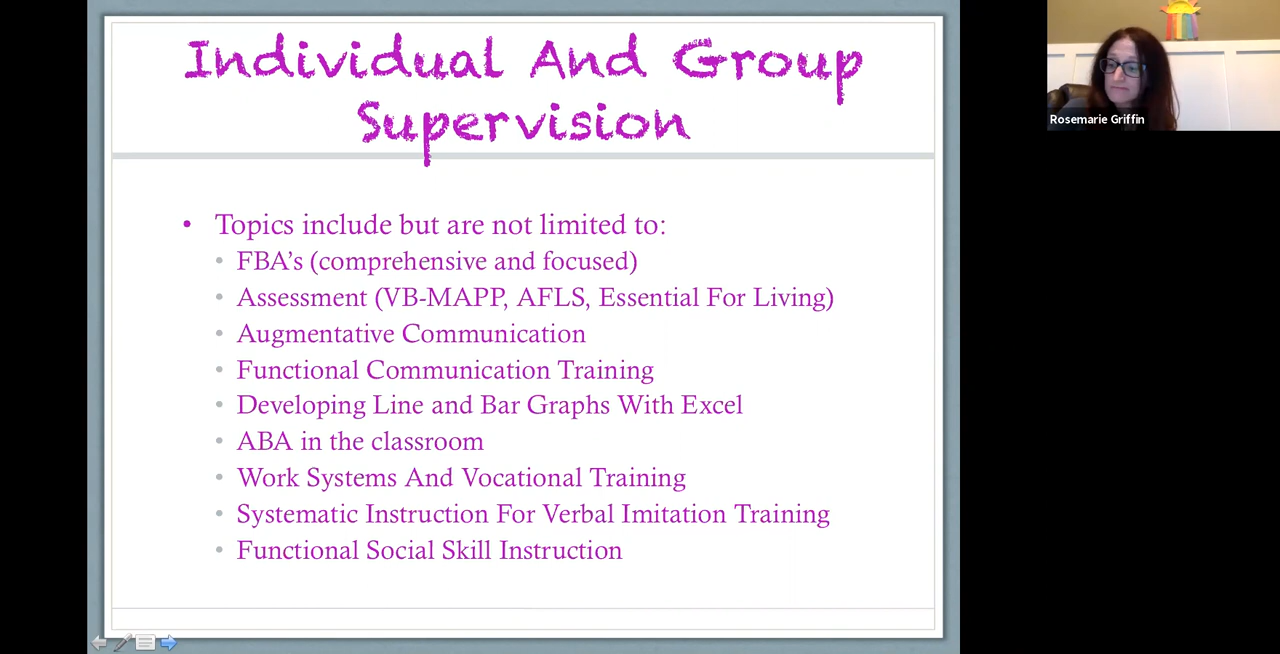 Individual And Group
Supervision
• Topics include but are not limited to:
• FBA’s (comprehensive and focused)
• Assessment (VB-MAPP, AFLS, Essential For Living)
• Augmentative Communication
• Functional Communication Training
• Developing Line and Bar Graphs With Excel
• ABA in the classroom
• Work Systems And Vocational Training
• Systematic Instruction For Verbal Imitation Training
• Functional Social Skill Instruction
Rosemarie Griffin